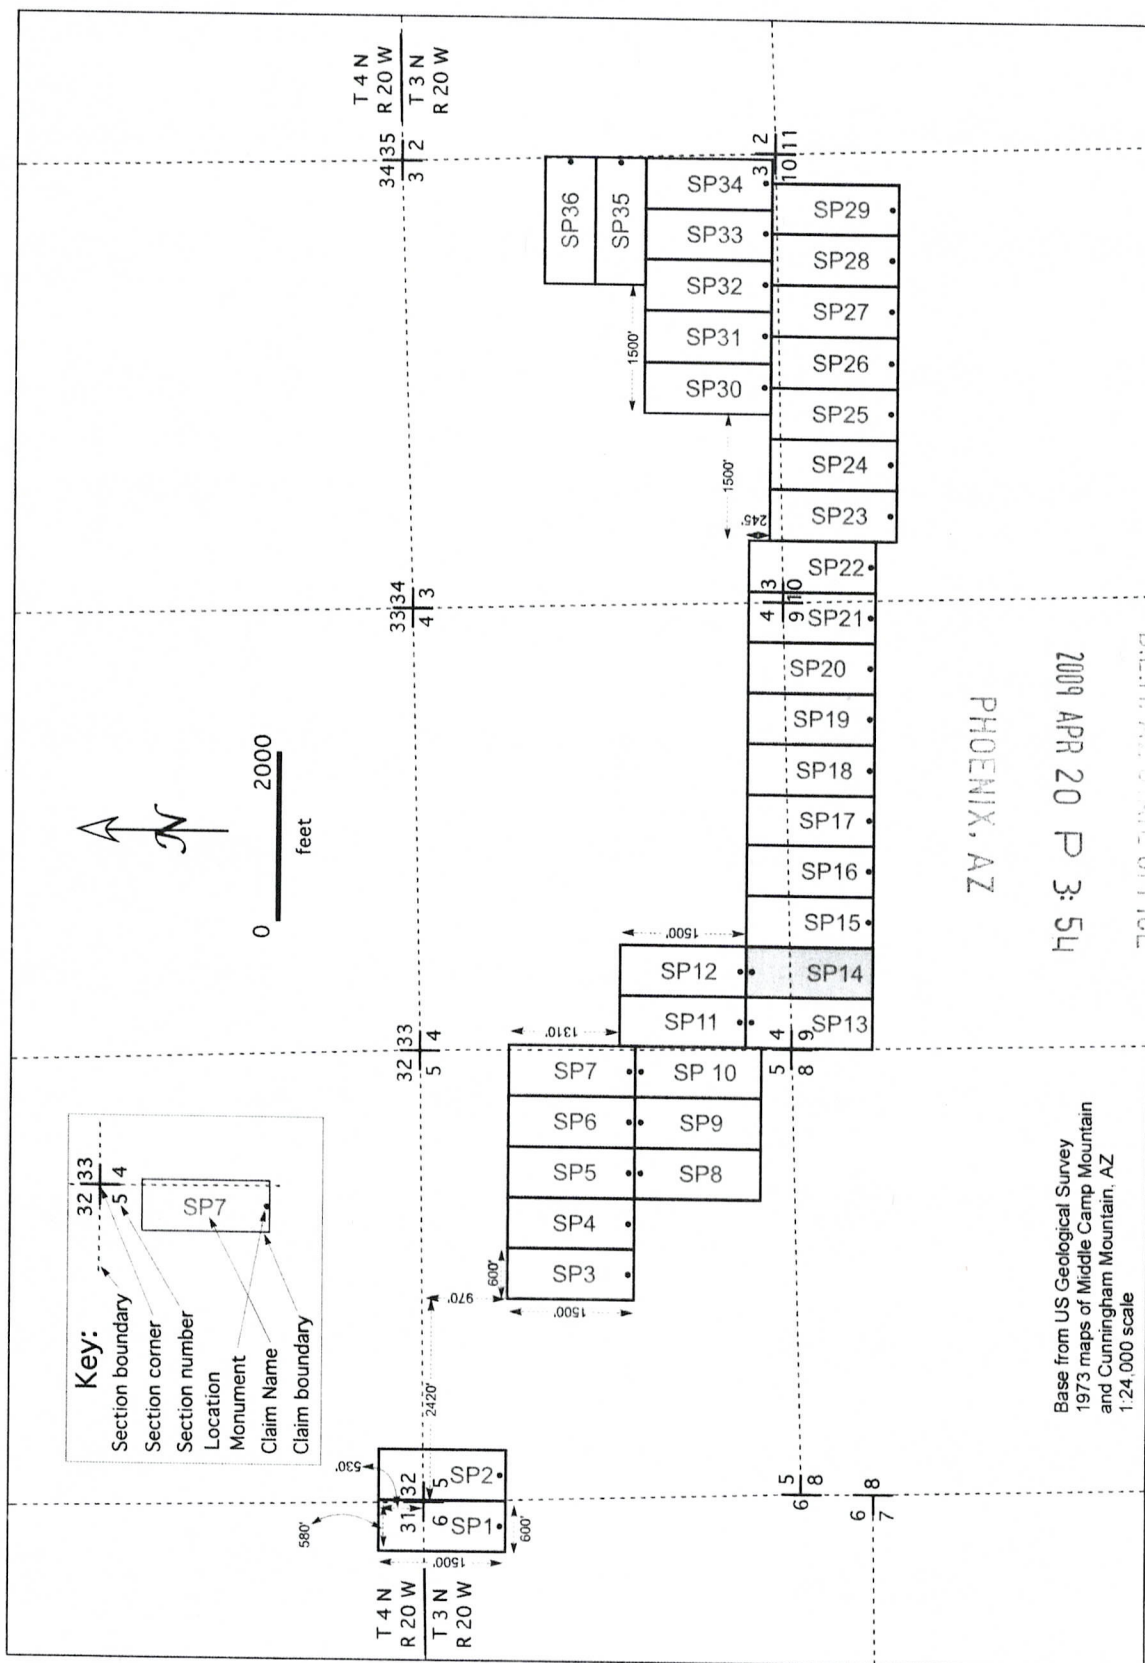 Key:
Section boundary
Section corner
Section number
Location
Monument
Claim Name
Claim boundary
32 33
5 4
SP7
N
0 2000
feet
T 4 N
R 20 W
T 3 N
R 20 W
T 4 N
R 20 W
T 3 N
R 20 W
580'
530'
31 32
6 5
SP1
SP2
1500'
600'
2420'
970'
600'
1500'
32 33
5 4
33 34
4 3
34 35
3 2
SP3
SP4
SP5
SP6
SP7
1310'
SP8
SP9
SP 10
SP11
SP12
1500'
SP13
SP14
SP15
SP16
SP17
SP18
SP19
SP20
SP21
SP22
245'
1500'
SP23
SP24
SP25
SP26
SP27
SP28
SP29
SP30
SP31
SP32
SP33
SP34
1500'
SP35
SP36
5
6 8
6 8
7
5 4
8 9
4 3
9 10
3 2
10 11
Base from US Geological Survey
1973 maps of Middle Camp Mountain
and Cunningham Mountain, AZ
1:24,000 scale
PHOENIX, AZ
2009 APR 20 P 3:54